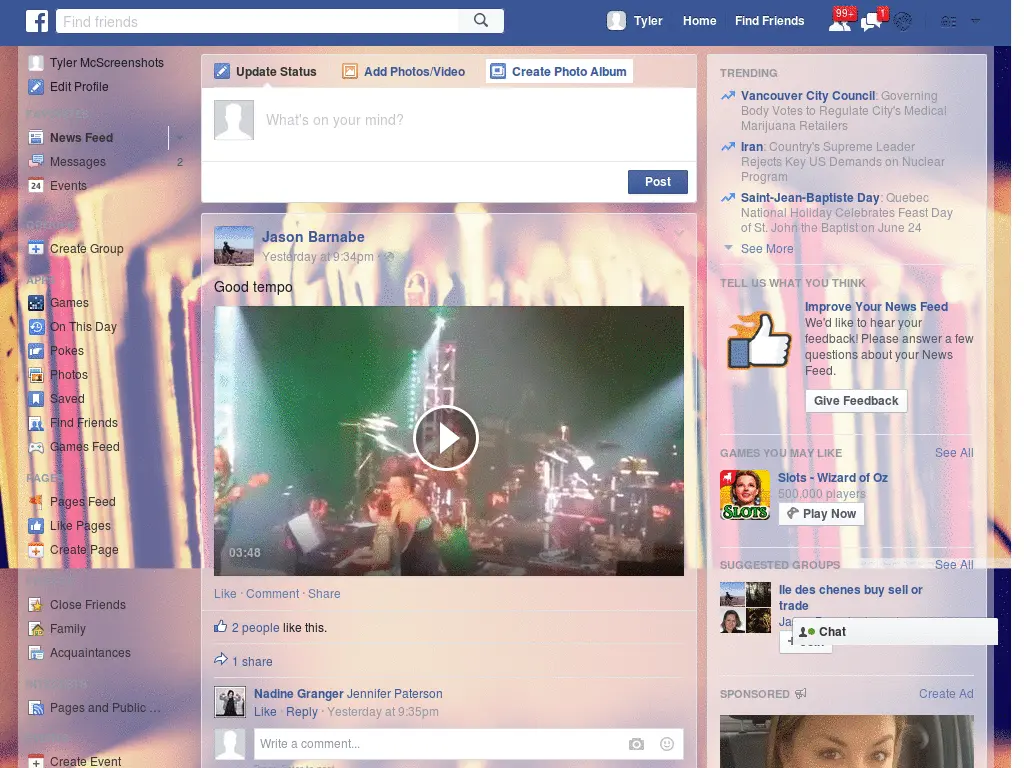 Find friends
Tyler
Home
Find Friends
99+
1
Tyler McScreenshots
Edit Profile
News Feed
Messages
2
24
Events
Create Group
Games
On This Day
Pokes
Photos
Saved
Find Friends
Games Feed
PAGES
Pages Feed
Like Pages
Create Page
Close Friends
Family
Acquaintances
Pages and Public ...
Create Event
Update Status
Add Photos/Video
Create Photo Album
What's on your mind?
Post
Jason Barnabe
Yesterday at 9:34pm ·
Good tempo
03:48
Like · Comment · Share
2 people like this.
1 share
Nadine Granger Jennifer Paterson
Like · Reply · Yesterday at 9:35pm
Write a comment...
TRENDING
Vancouver City Council: Governing
Body Votes to Regulate City's Medical
Marijuana Retailers
Iran: Country's Supreme Leader
Rejects Key US Demands on Nuclear
Program
Saint-Jean-Baptiste Day: Quebec
National Holiday Celebrates Feast Day
of St. John the Baptist on June 24
See More
TELL US WHAT YOU THINK
Improve Your News Feed
We'd like to hear your
feedback! Please answer a few
questions about your News
Feed.
Give Feedback
GAMES YOU MAY LIKE
See All
Slots - Wizard of Oz
500,000 players
SLOTS
Play Now
SUGGESTED GROUPS
See All
Ile des chenes buy sell or
trade
Chat
SPONSORED
Create Ad